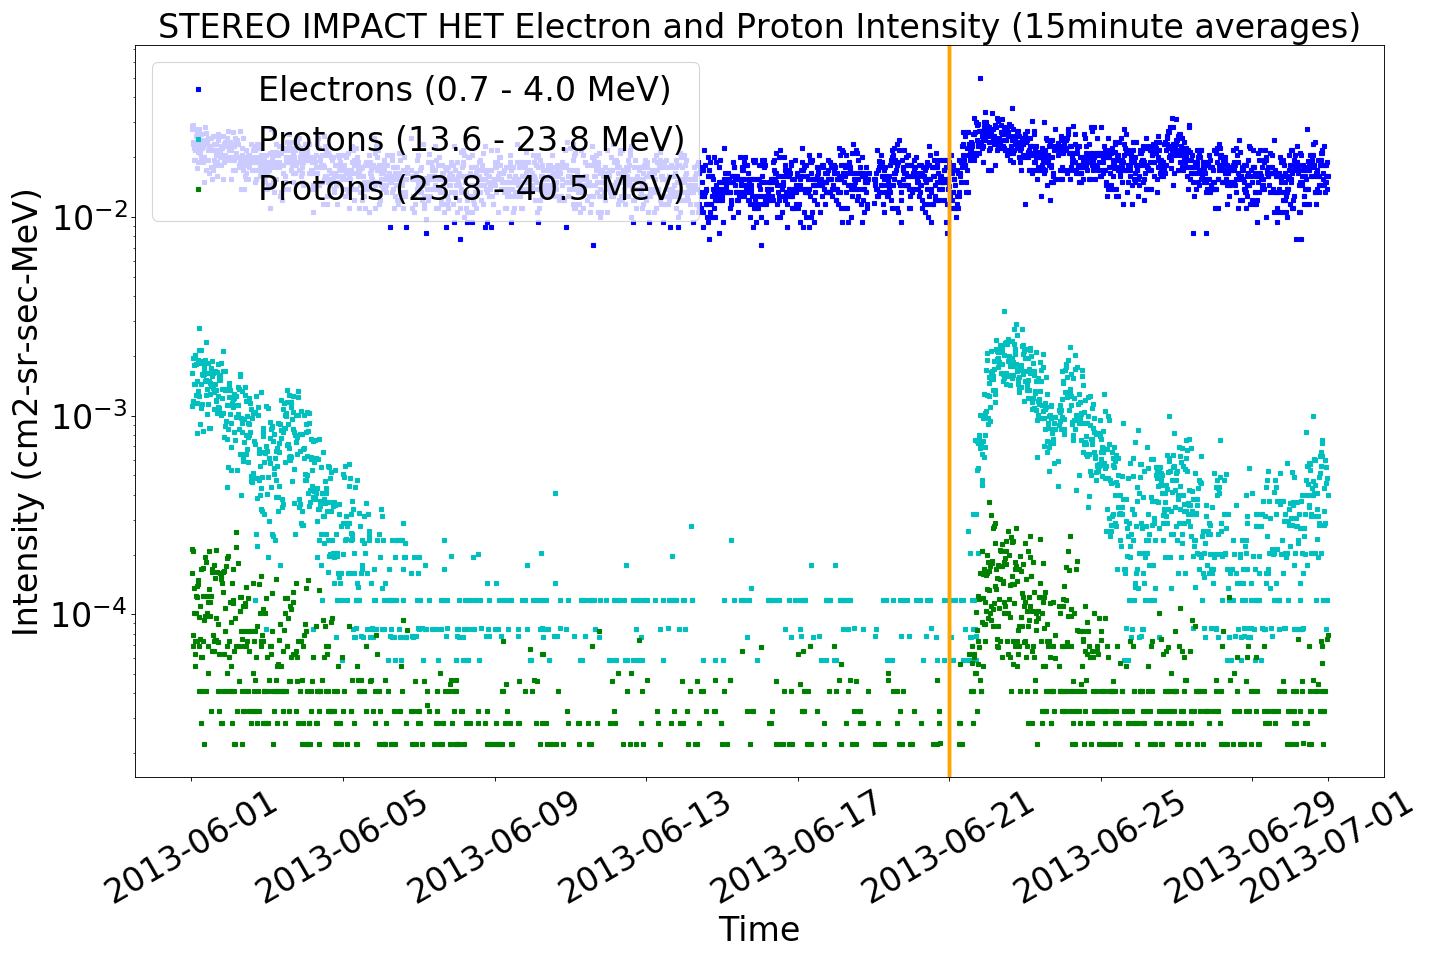 STEREO IMPACT HET Electron and Proton Intensity (15minute averages)
Electrons (0.7 - 4.0 MeV)
Protons (13.6 - 23.8 MeV)
Protons (23.8 - 40.5 MeV)
Intensity (cm2-sr-sec-MeV)
10⁻²
10⁻³
10⁻⁴
2013-06-01
2013-06-05
2013-06-09
2013-06-13
2013-06-17
2013-06-21
2013-06-25
2013-06-29
2013-07-01
Time